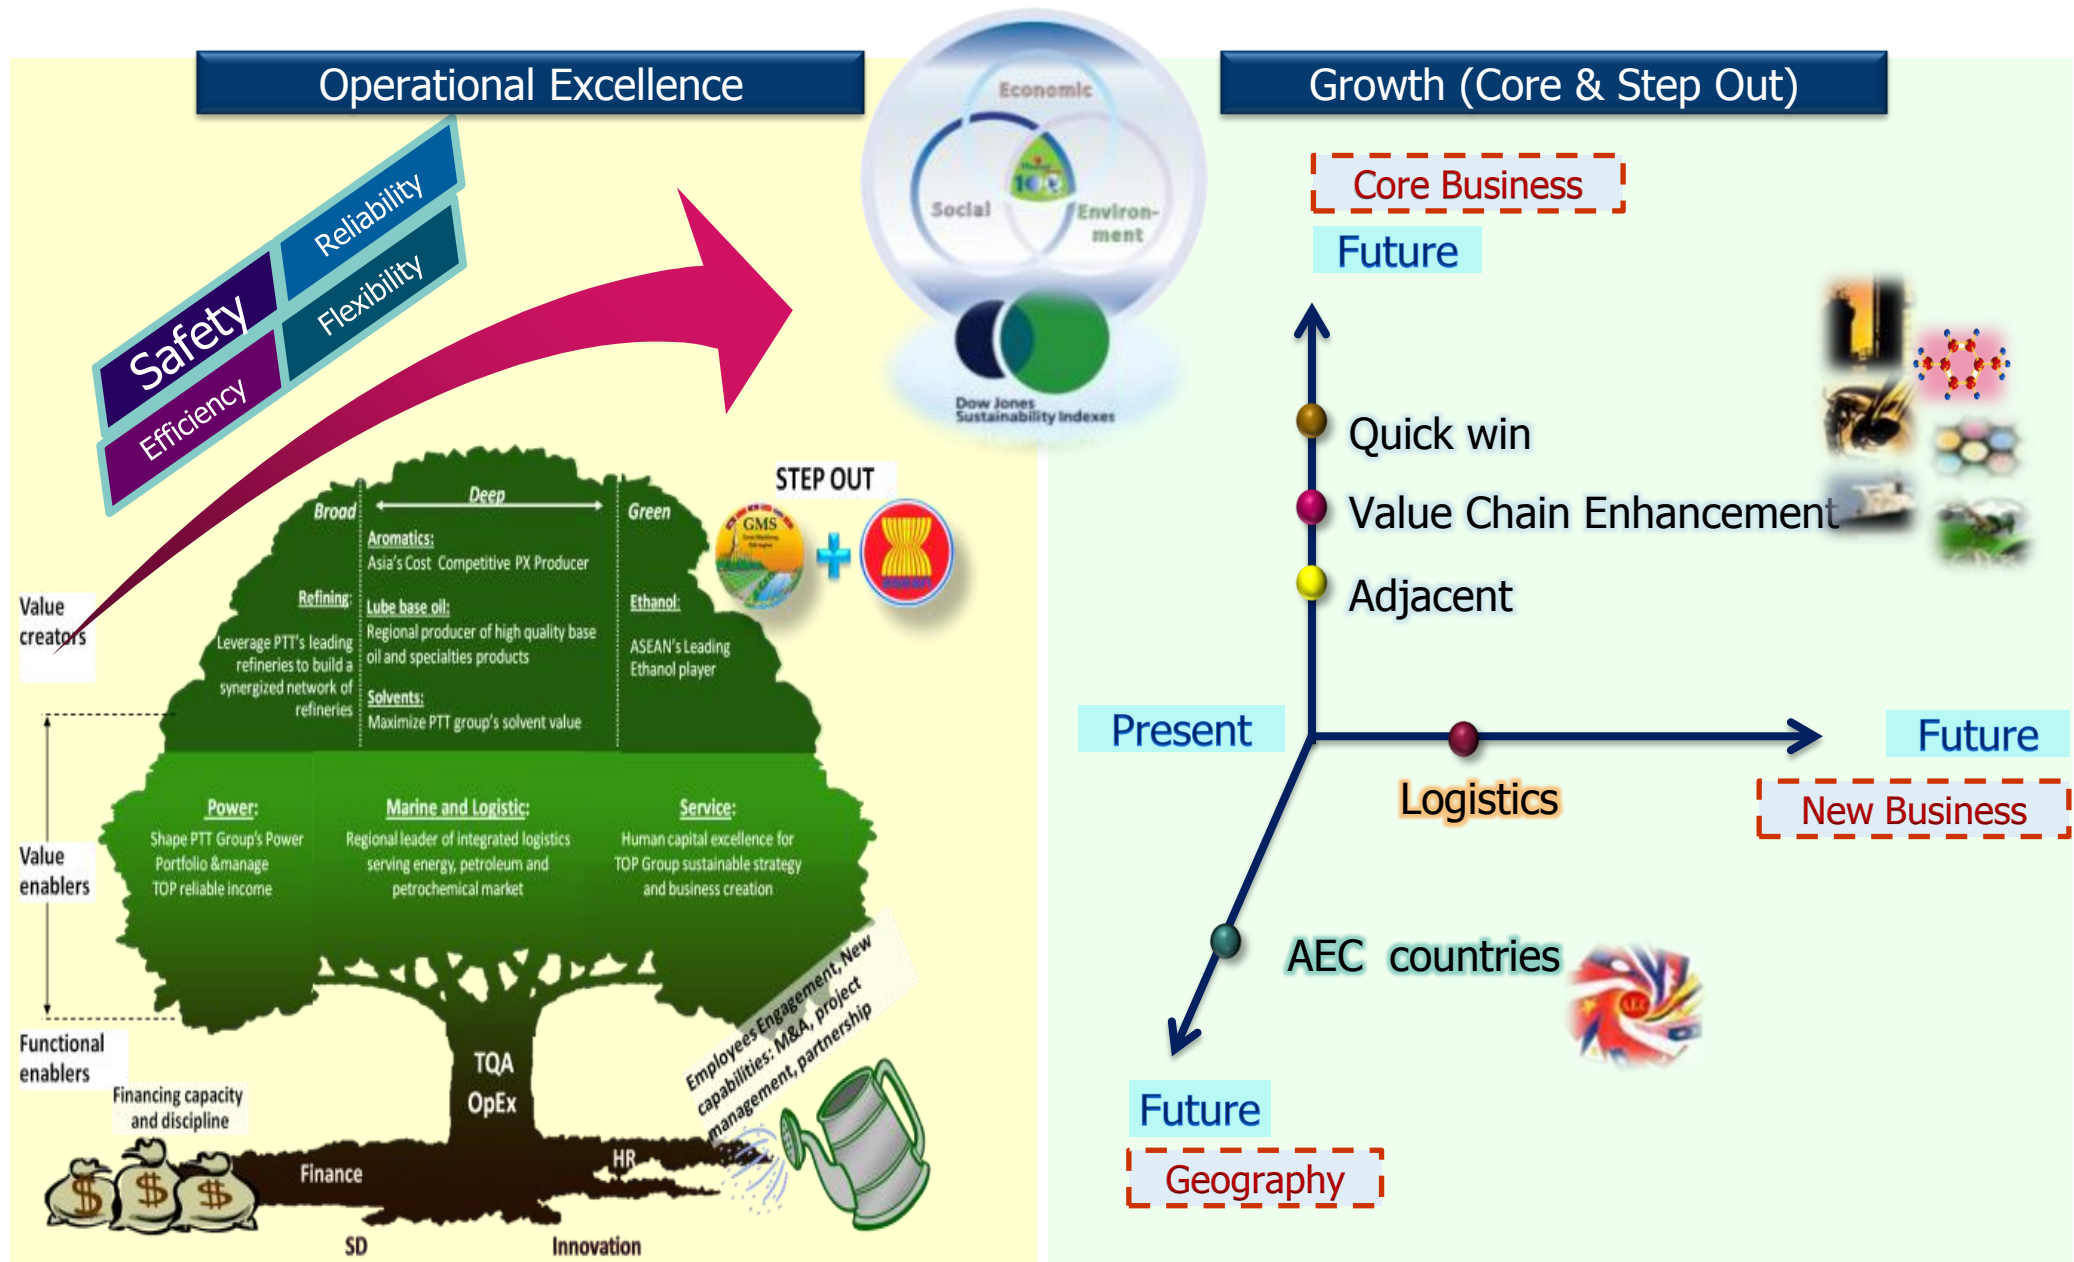 Operational Excellence
Growth (Core & Step Out)
Economic
Social
Environ-
ment
100
Dow Jones
Sustainability Indexes
Reliability
Safety
Flexibility
Efficiency
STEP OUT
GMS
asean
Broad
Deep
Green
Aromatics:
Asia's Cost Competitive PX Producer
Refining:
Leverage PTT's leading
refineries to build a
synergized network of
refineries
Lube base oil:
Regional producer of high quality base
oil and specialties products
Solvents:
Maximize PTT group's solvent value
Ethanol:
ASEAN's Leading
Ethanol player
Value
creators
Power:
Shape PTT Group's Power
Portfolio &manage
TOP reliable income
Marine and Logistic:
Regional leader of integrated logistics
serving energy, petroleum and
petrochemical market
Service:
Human capital excellence for
TOP Group sustainable strategy
and business creation
Value
enablers
Functional
enablers
Financing capacity
and discipline
TQA
OpEx
Employees Engagement, New
capabilities: M&A, project
management, partnership
Finance
HR
SD
Innovation
Core Business
Future
Quick win
Value Chain Enhancement
Adjacent
Present
Future
Logistics
New Business
AEC countries
AEC
Future
Geography